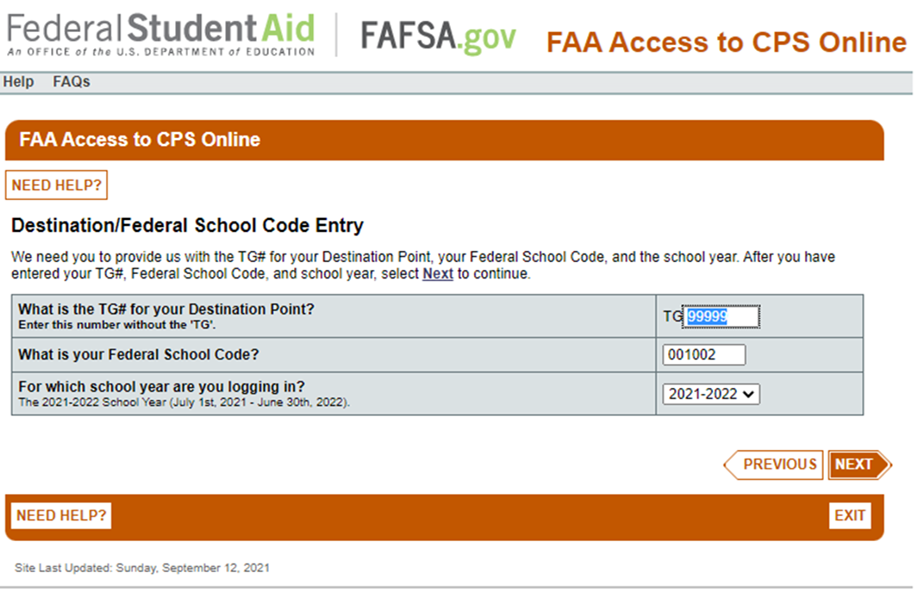 Federal Student Aid
An OFFICE of the U.S. DEPARTMENT of EDUCATION
FAFSA.gov
FAA Access to CPS Online
Help FAQs
FAA Access to CPS Online
NEED HELP?
Destination/Federal School Code Entry
We need you to provide us with the TG# for your Destination Point, your Federal School Code, and the school year. After you have
entered your TG#, Federal School Code, and school year, select Next to continue.
What is the TG# for your Destination Point?
Enter this number without the 'TG'.
TG 99999
What is your Federal School Code?
001002
For which school year are you logging in?
The 2021-2022 School Year (July 1st, 2021 - June 30th, 2022).
2021-2022
PREVIOUS NEXT
NEED HELP? EXIT
Site Last Updated: Sunday, September 12, 2021